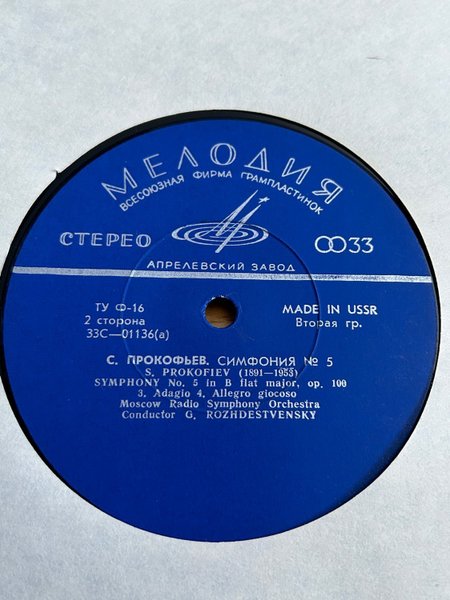 МЕЛОДИЯ
ВСЕСОЮЗНАЯ ФИРМА ГРАМПЛАСТИНОК
СТЕРЕО
33
АПРЕЛЕВСКИЙ ЗАВОД
ТУ Ф-16
MADE IN USSR
2 сторона
Вторая гр.
33С—01136(а)
С. ПРОКОФЬЕВ. СИМФОНИЯ № 5
S. PROKOFIEV (1891—1953)
SYMPHONY No. 5 in B flat major, op. 100
3. Adagio 4. Allegro giocoso
Moscow Radio Symphony Orchestra
Conductor G. ROZHDESTVENSKY